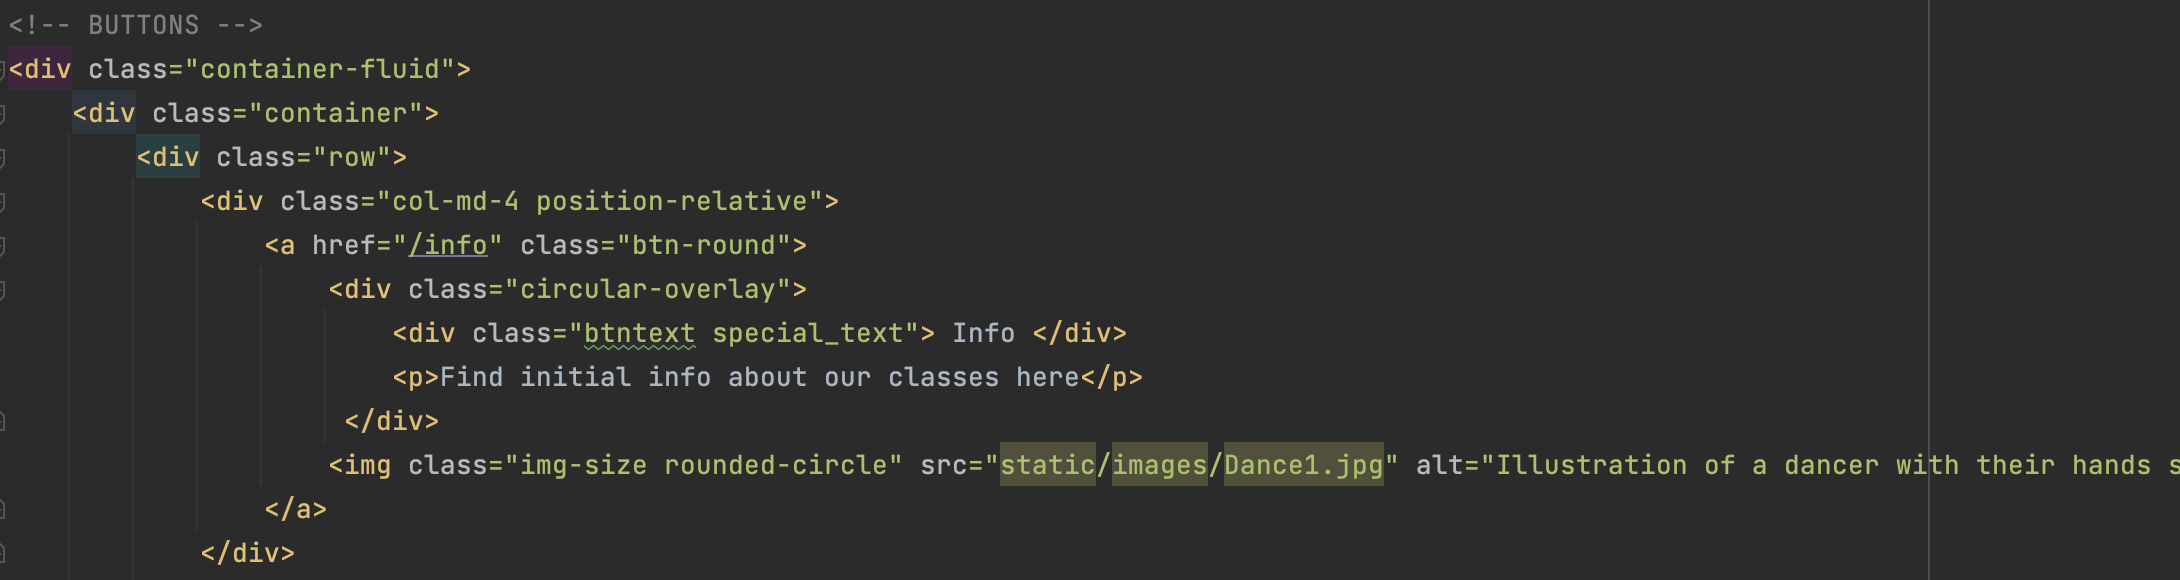 <!-- BUTTONS -->
<div class="container-fluid">
    <div class="container">
        <div class="row">
            <div class="col-md-4 position-relative">
                <a href="/info" class="btn-round">
                    <div class="circular-overlay">
                        <div class="btntext special_text"> Info </div>
                        <p>Find initial info about our classes here</p>
                     </div>
                    <img class="img-size rounded-circle" src="static/images/Dance1.jpg" alt="Illustration of a dancer with their hands s
                </a>
            </div>